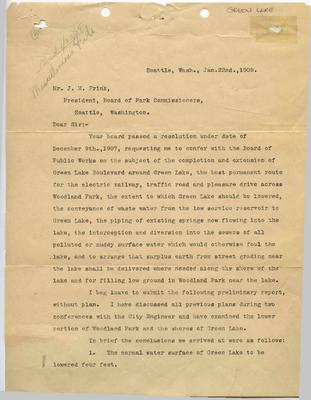 GREEN LAKE
Miscellaneous File
Seattle, Wash., Jan.22nd., 1908.
Mr. J. M. Frink,
President, Board of Park Commissioners,
Seattle, Washington.
Dear Sir:-
Your board passed a resolution under date of
December 9th.,1907, requesting me to confer with the Board of
Public Works on the subject of the completion and extension of
Green Lake Boulevard around Green Lake, the best permanent route
for the electric railway, traffic road and pleasure drive across
Woodland Park, the extent to which Green Lake should be lowered,
the conveyance of waste water from the low service reservoir to
Green Lake, the piping of existing springs now flowing into the
lake, the interception and diversion into the sewers of all
polluted or muddy surface water which would otherwise foul the
lake, and to arrange that surplus earth from street grading near
the lake shall be delivered where needed along the shore of the
lake and for filling low ground in Woodland Park near the lake.
I beg leave to submit the following preliminary report,
without plan. I have discussed all previous plans during two
conferences with the City Engineer and have examined the lower
portion of Woodland Park and the shores of Green Lake.
In brief the conclusions we arrived at were as follows:
1. The normal water surface of Green Lake to be
lowered four feet.